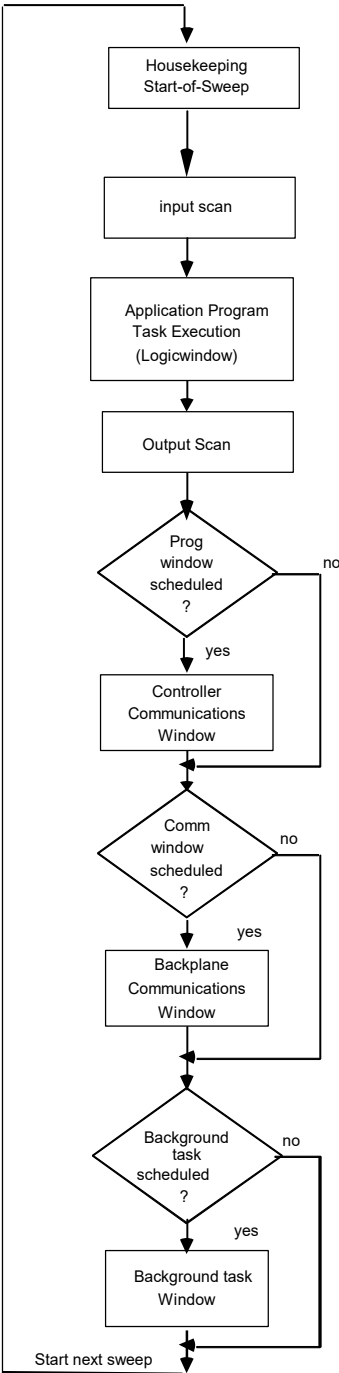 Housekeeping
Start-of-Sweep
input scan
Application Program
Task Execution
(Logicwindow)
Output Scan
Prog
window
scheduled
?
no
yes
Controller
Communications
Window
Comm
window
scheduled
?
no
yes
Backplane
Communications
Window
Background
task
scheduled
?
no
yes
Background task
Window
Start next sweep